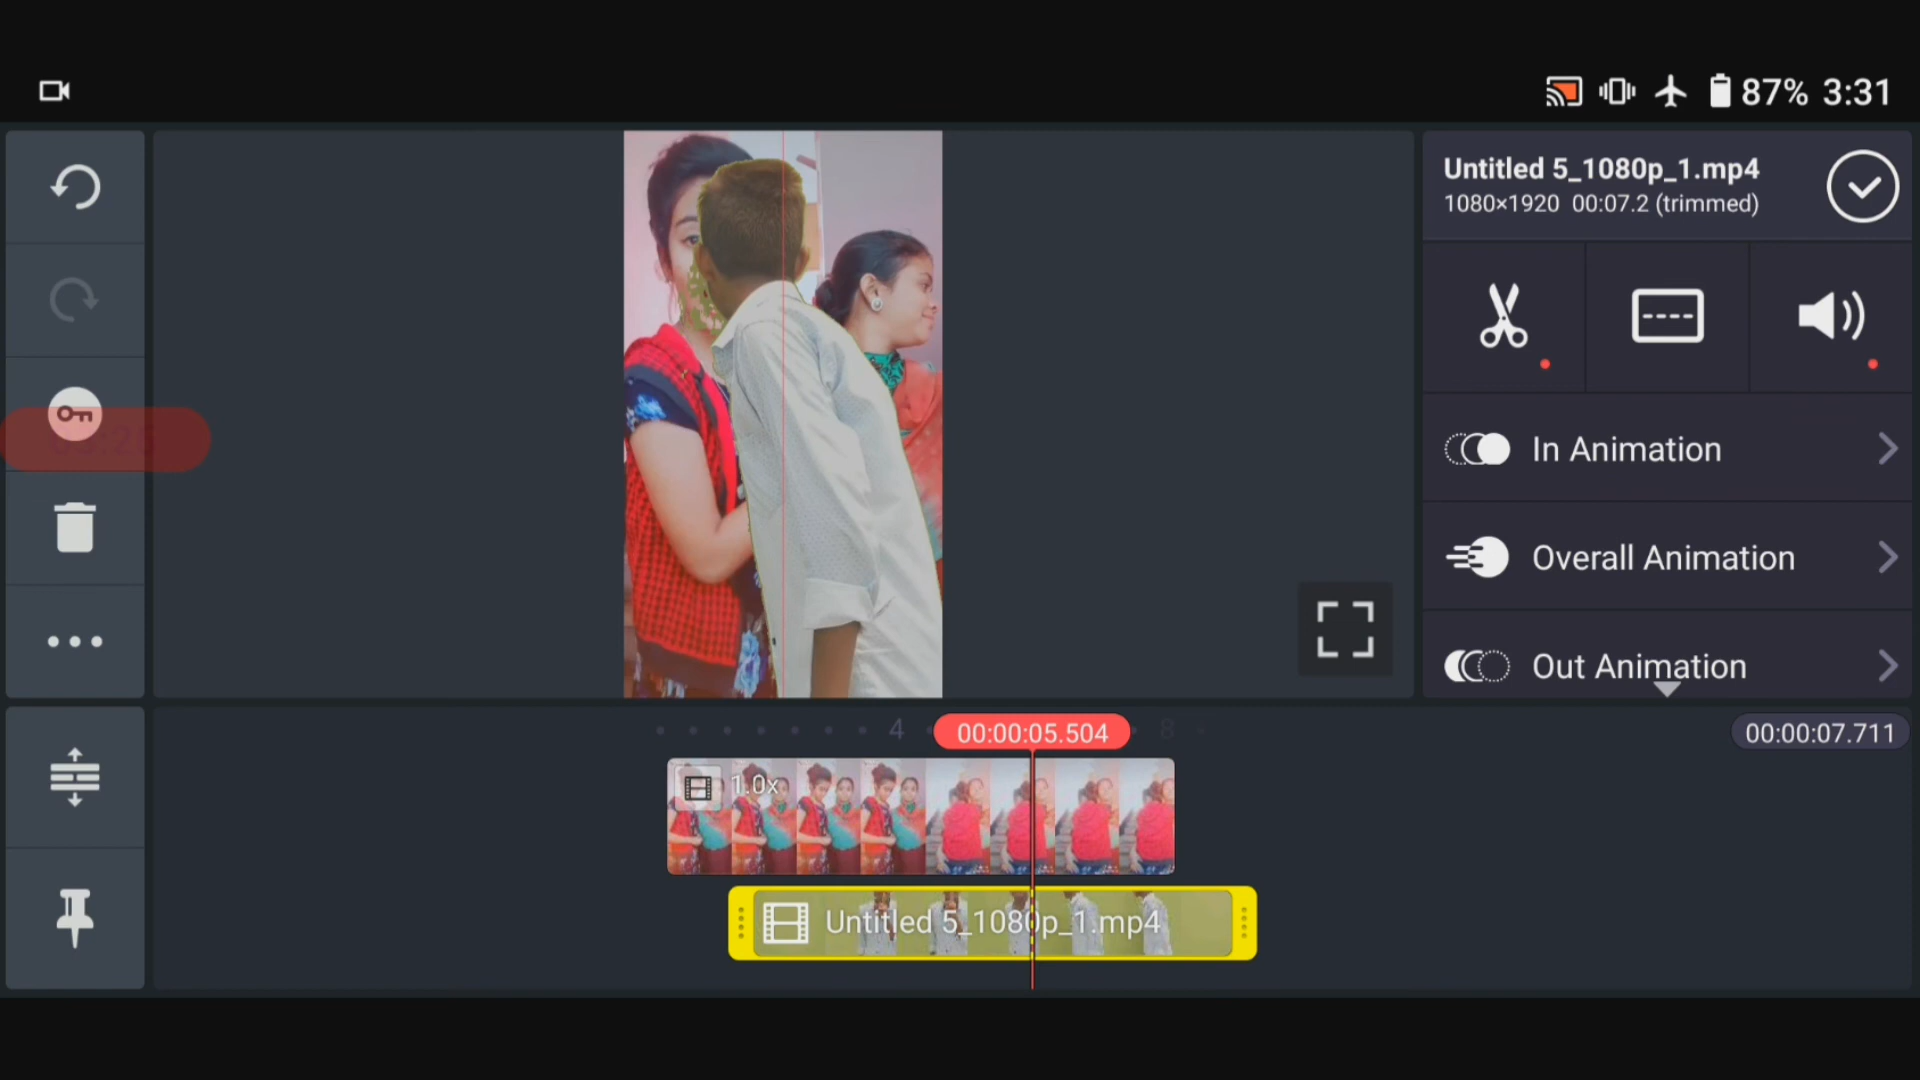 87% 3:31
Untitled 5_1080p_1.mp4
1080×1920 00:07.2 (trimmed)
In Animation
Overall Animation
Out Animation
4
00:00:05.504
8
00:00:07.711
1.0x
Untitled 5_1080p_1.mp4